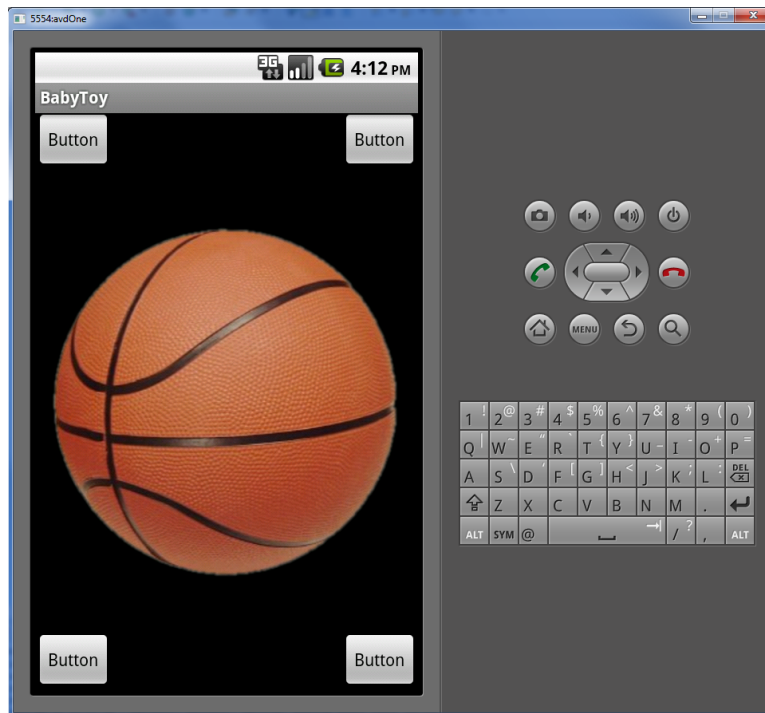 5554:avdOne
3G 4:12 PM
BabyToy
Button Button
MENU
1 ! 2 @ 3 # 4 $ 5 % 6 ^ 7 & 8 * 9 ( 0 )
Q | W ~ E “ R ` T { Y } U _ I - O + P =
A S \ D ‘ F [ G ] H < J > K ; L : DEL
Z X C V B N M .
ALT SYM @ / ? , ALT
Button Button